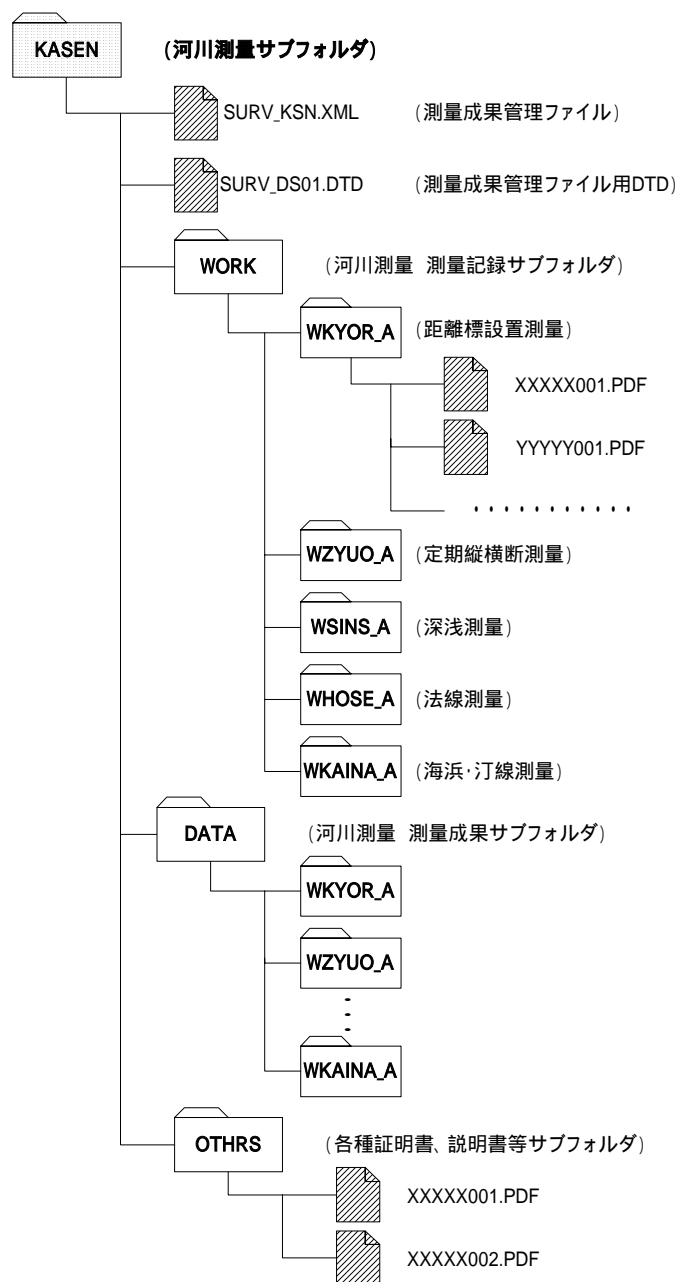 KASEN (河川測量サブフォルダ)
SURV_KSN.XML (測量成果管理ファイル)
SURV_DS01.DTD (測量成果管理ファイル用DTD)
WORK (河川測量 測量記録サブフォルダ)
WKYOR_A (距離標設置測量)
XXXXX001.PDF
YYYYY001.PDF
・・・・・・・・・・・
WZYUO_A (定期縦横断測量)
WSINS_A (深浅測量)
WHOSE_A (法線測量)
WKAINA_A (海浜・汀線測量)
DATA (河川測量 測量成果サブフォルダ)
WKYOR_A
WZYUO_A
WKAINA_A
OTHRS (各種証明書、説明書等サブフォルダ)
XXXXX001.PDF
XXXXX002.PDF